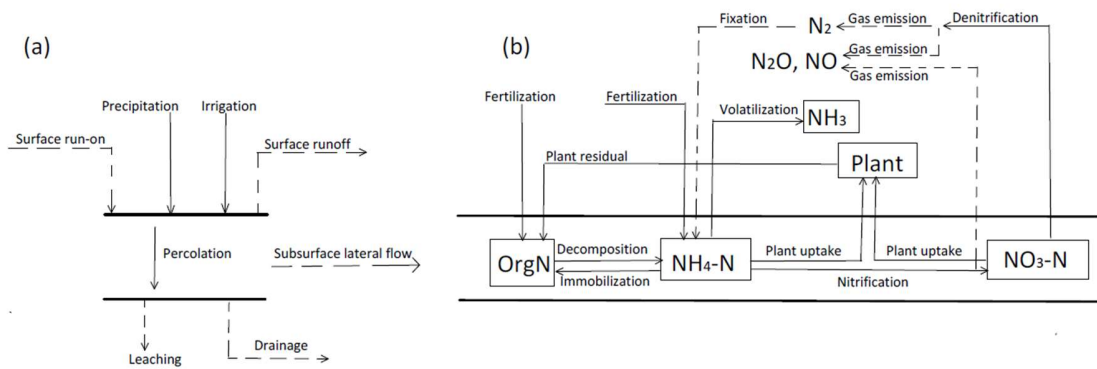 (a)
Precipitation
Irrigation
Surface run-on
Surface runoff
Percolation
Subsurface lateral flow
Leaching
Drainage
(b)
Fixation
N₂
Gas emission
Denitrification
Gas emission
N₂O, NO
Gas emission
Fertilization
Fertilization
Volatilization
NH₃
Plant residual
Plant
OrgN
Decomposition
Immobilization
NH₄-N
Plant uptake
Plant uptake
Nitrification
NO₃-N